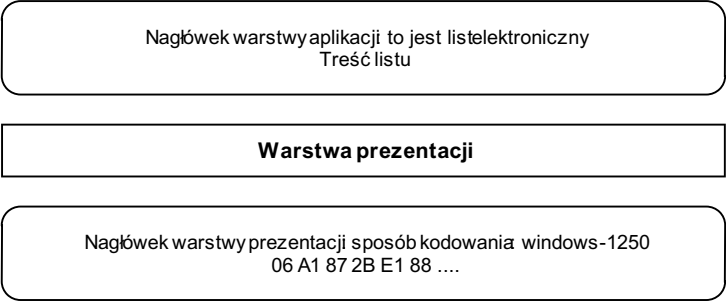 Nagłówek warstwy aplikacji: to jest list elektroniczny
Treść listu
Warstwa prezentacji
Nagłówek warstwy prezentacji: sposób kodowania: windows-1250
06 A1 87 2B E1 88 ....